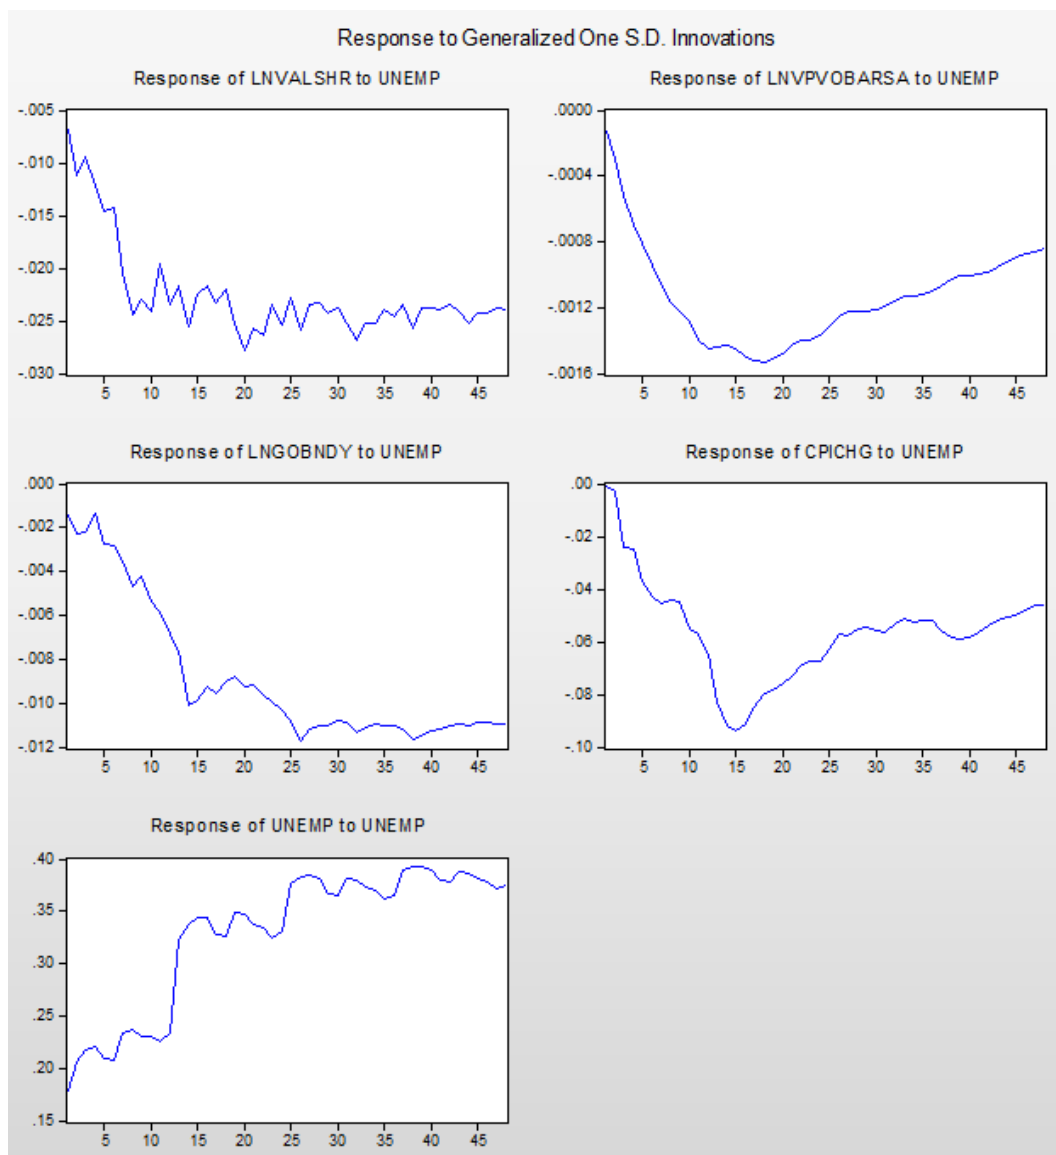 Response to Generalized One S.D. Innovations
Response of LNVALSHR to UNEMP
-.005
-.010
-.015
-.020
-.025
-.030
5 10 15 20 25 30 35 40 45
Response of LNVPVOBARSA to UNEMP
.0000
-.0004
-.0008
-.0012
-.0016
5 10 15 20 25 30 35 40 45
Response of LNGOBNDY to UNEMP
.000
-.002
-.004
-.006
-.008
-.010
-.012
5 10 15 20 25 30 35 40 45
Response of CPICHG to UNEMP
.00
-.02
-.04
-.06
-.08
-.10
5 10 15 20 25 30 35 40 45
Response of UNEMP to UNEMP
.40
.35
.30
.25
.20
.15
5 10 15 20 25 30 35 40 45